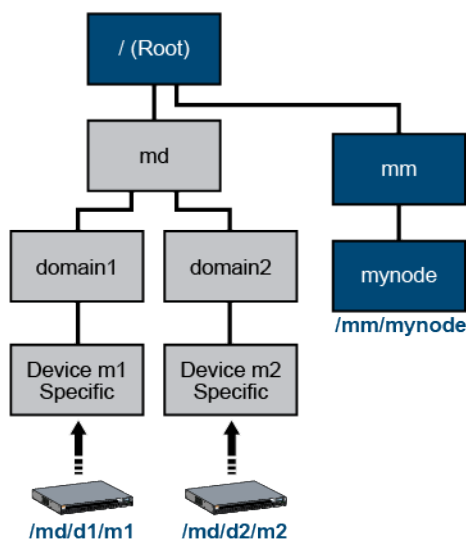 / (Root)
md
mm
domain1
domain2
mynode
/mm/mynode
Device m1
Specific
Device m2
Specific
/md/d1/m1
/md/d2/m2